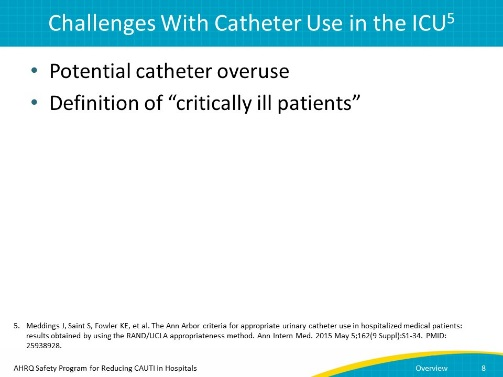 Challenges With Catheter Use in the ICU5
• Potential catheter overuse
• Definition of “critically ill patients”
5. Meddings J, Saint S, Fowler KE, et al. The Ann Arbor criteria for appropriate urinary catheter use in hospitalized medical patients:
results obtained by using the RAND/UCLA appropriateness method. Ann Intern Med. 2015 May 5;162(9 Suppl):S1-34. PMID:
25938928.
AHRQ Safety Program for Reducing CAUTI in Hospitals
Overview 8